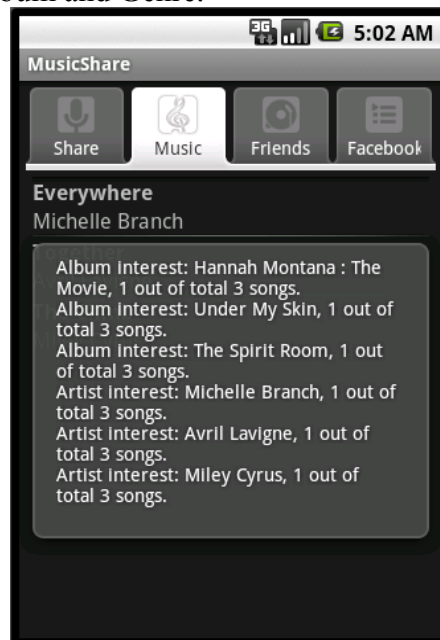 3G 5:02 AM
MusicShare
Share Music Friends Facebook
Everywhere
Michelle Branch
Together
Album interest: Hannah Montana : The
Movie, 1 out of total 3 songs.
Album interest: Under My Skin, 1 out of
total 3 songs.
Album interest: The Spirit Room, 1 out
of total 3 songs.
Artist interest: Michelle Branch, 1 out of
total 3 songs.
Artist interest: Avril Lavigne, 1 out of
total 3 songs.
Artist interest: Miley Cyrus, 1 out of
total 3 songs.